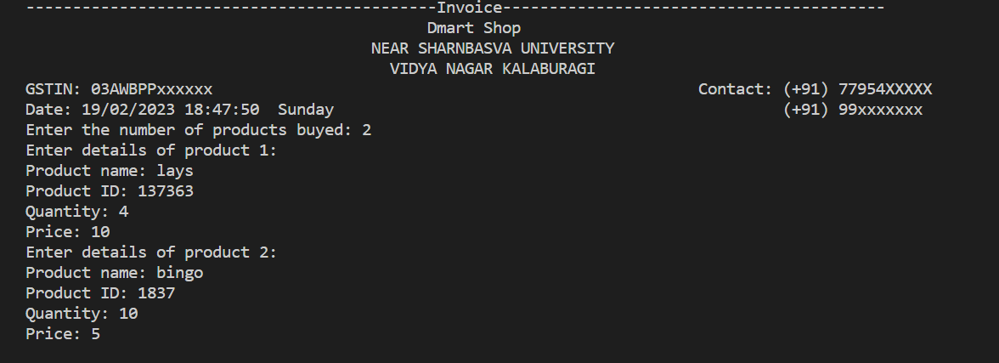 --------------------------------------------Invoice-----------------------------------------
Dmart Shop
NEAR SHARNBASVA UNIVERSITY
VIDYA NAGAR KALABURAGI
GSTIN: 03AWBPPxxxxxx Contact: (+91) 77954XXXXX
Date: 19/02/2023 18:47:50  Sunday (+91) 99xxxxxxx
Enter the number of products buyed: 2
Enter details of product 1:
Product name: lays
Product ID: 137363
Quantity: 4
Price: 10
Enter details of product 2:
Product name: bingo
Product ID: 1837
Quantity: 10
Price: 5